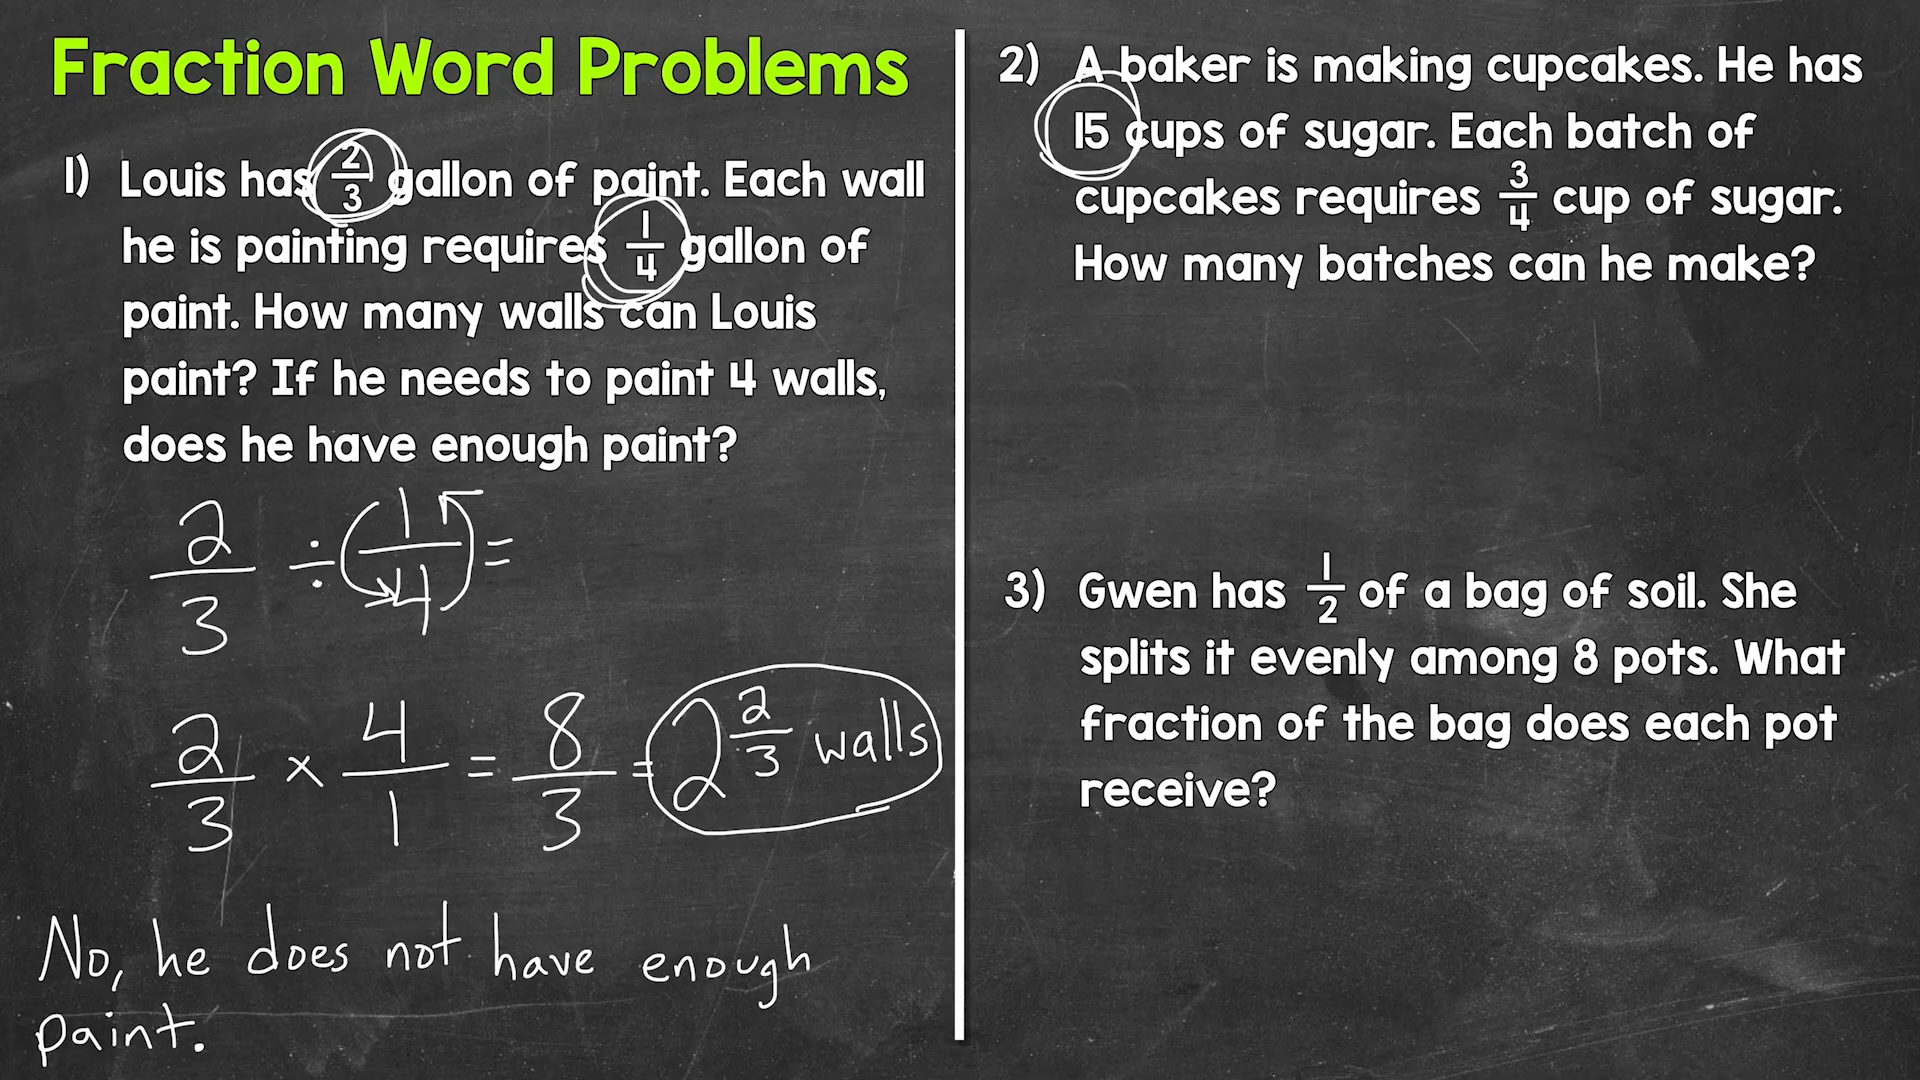 Fraction Word Problems
1) Louis has 2/3 gallon of paint. Each wall
he is painting requires 1/4 gallon of
paint. How many walls can Louis
paint? If he needs to paint 4 walls,
does he have enough paint?
2/3 ÷ 1/4 =
2/3 × 4/1 = 8/3 = 2 2/3 walls
No, he does not have enough
paint.
2) A baker is making cupcakes. He has
15 cups of sugar. Each batch of
cupcakes requires 3/4 cup of sugar.
How many batches can he make?
3) Gwen has 1/2 of a bag of soil. She
splits it evenly among 8 pots. What
fraction of the bag does each pot
receive?